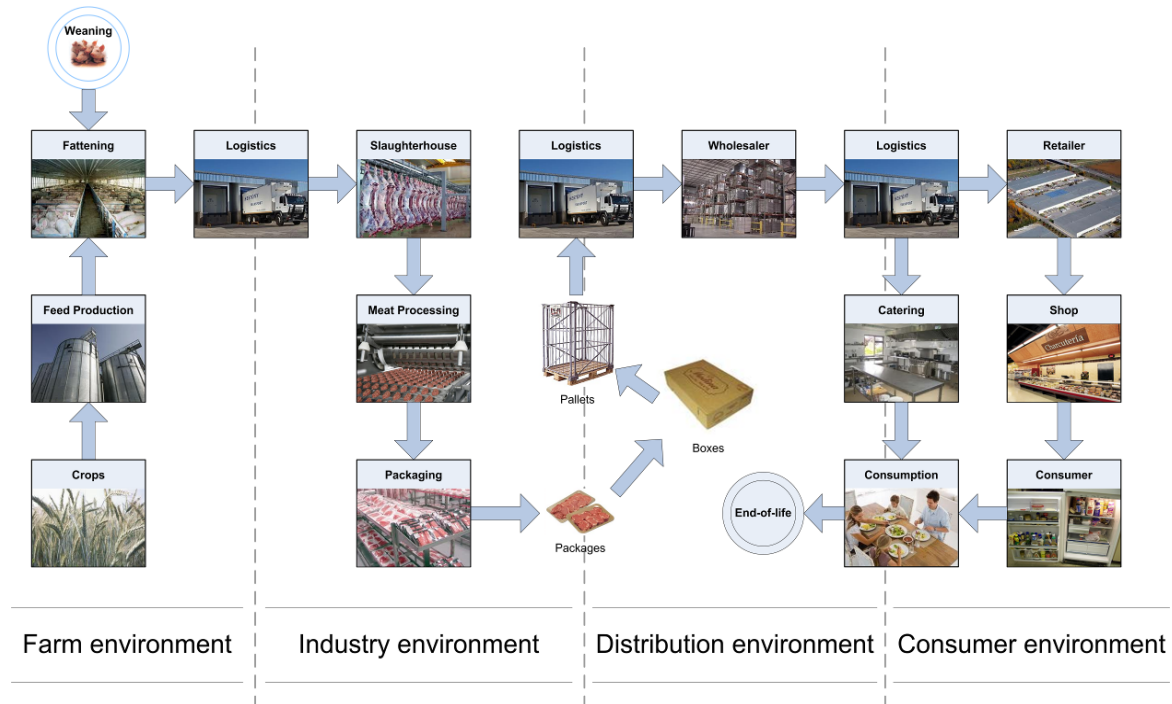 Weaning
Fattening
Logistics
Slaughterhouse
Logistics
Wholesaler
Logistics
Retailer
Feed Production
Meat Processing
Catering
Shop
Charcutería
Pallets
Boxes
Crops
Packaging
Packages
End-of-life
Consumption
Consumer
Farm environment
Industry environment
Distribution environment
Consumer environment